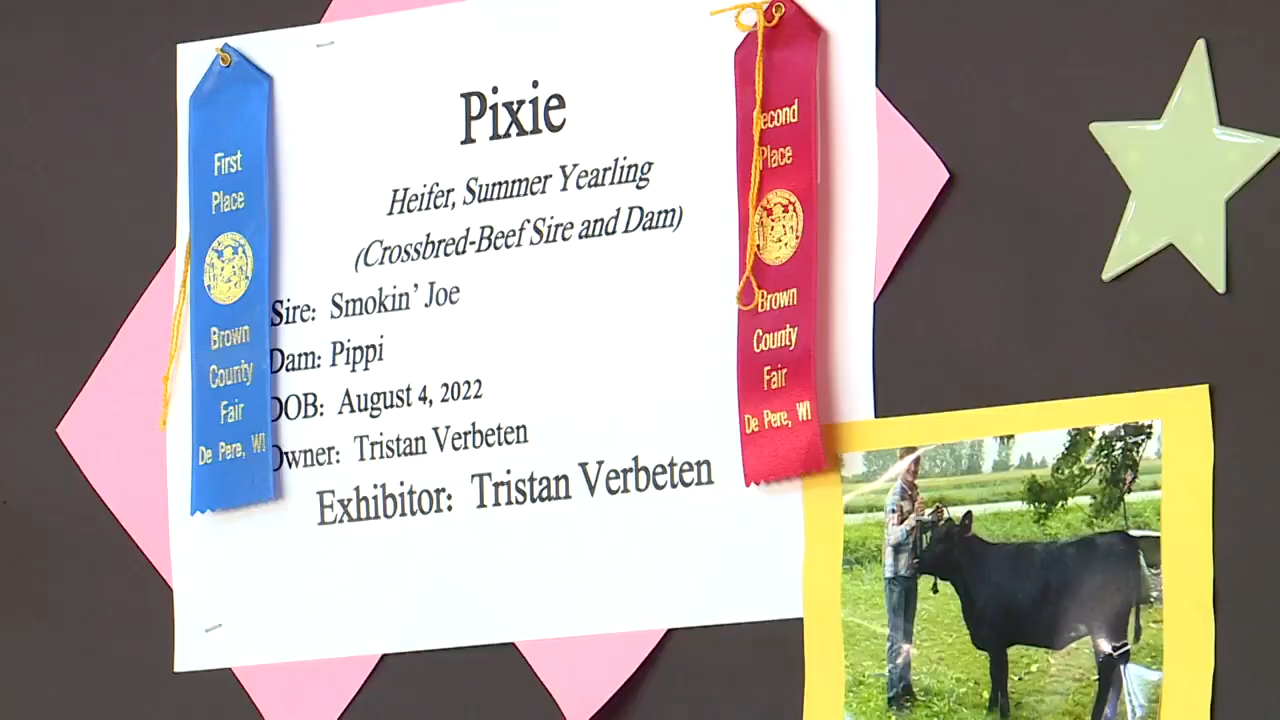 Pixie
Heifer, Summer Yearling
(Crossbred-Beef Sire and Dam)
Sire: Smokin' Joe
Dam: Pippi
DOB: August 4, 2022
Owner: Tristan Verbeten
Exhibitor: Tristan Verbeten
First
Place
Brown
County
Fair
De Pere, WI
Second
Place
Brown
County
Fair
De Pere, WI